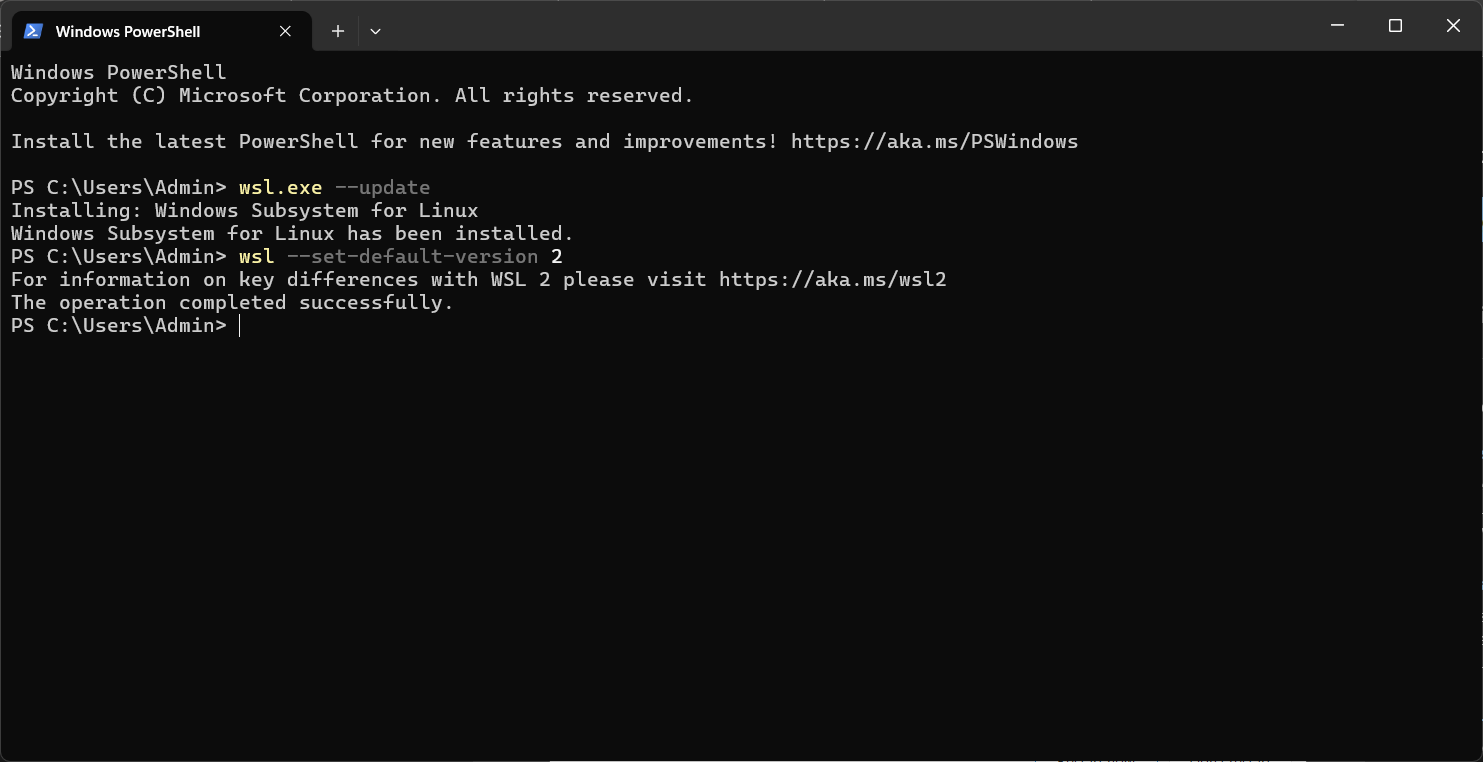 Windows PowerShell
Windows PowerShell
Copyright (C) Microsoft Corporation. All rights reserved.
Install the latest PowerShell for new features and improvements! https://aka.ms/PSWindows
PS C:\Users\Admin> wsl.exe --update
Installing: Windows Subsystem for Linux
Windows Subsystem for Linux has been installed.
PS C:\Users\Admin> wsl --set-default-version 2
For information on key differences with WSL 2 please visit https://aka.ms/wsl2
The operation completed successfully.
PS C:\Users\Admin>